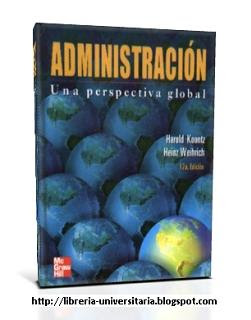 ADMINISTRACIÓN
Una perspectiva global
Harold Koontz
Heinz Weihrich
12a. Edición
Mc
Graw
Hill
http://libreria-universitaria.blogspot.com